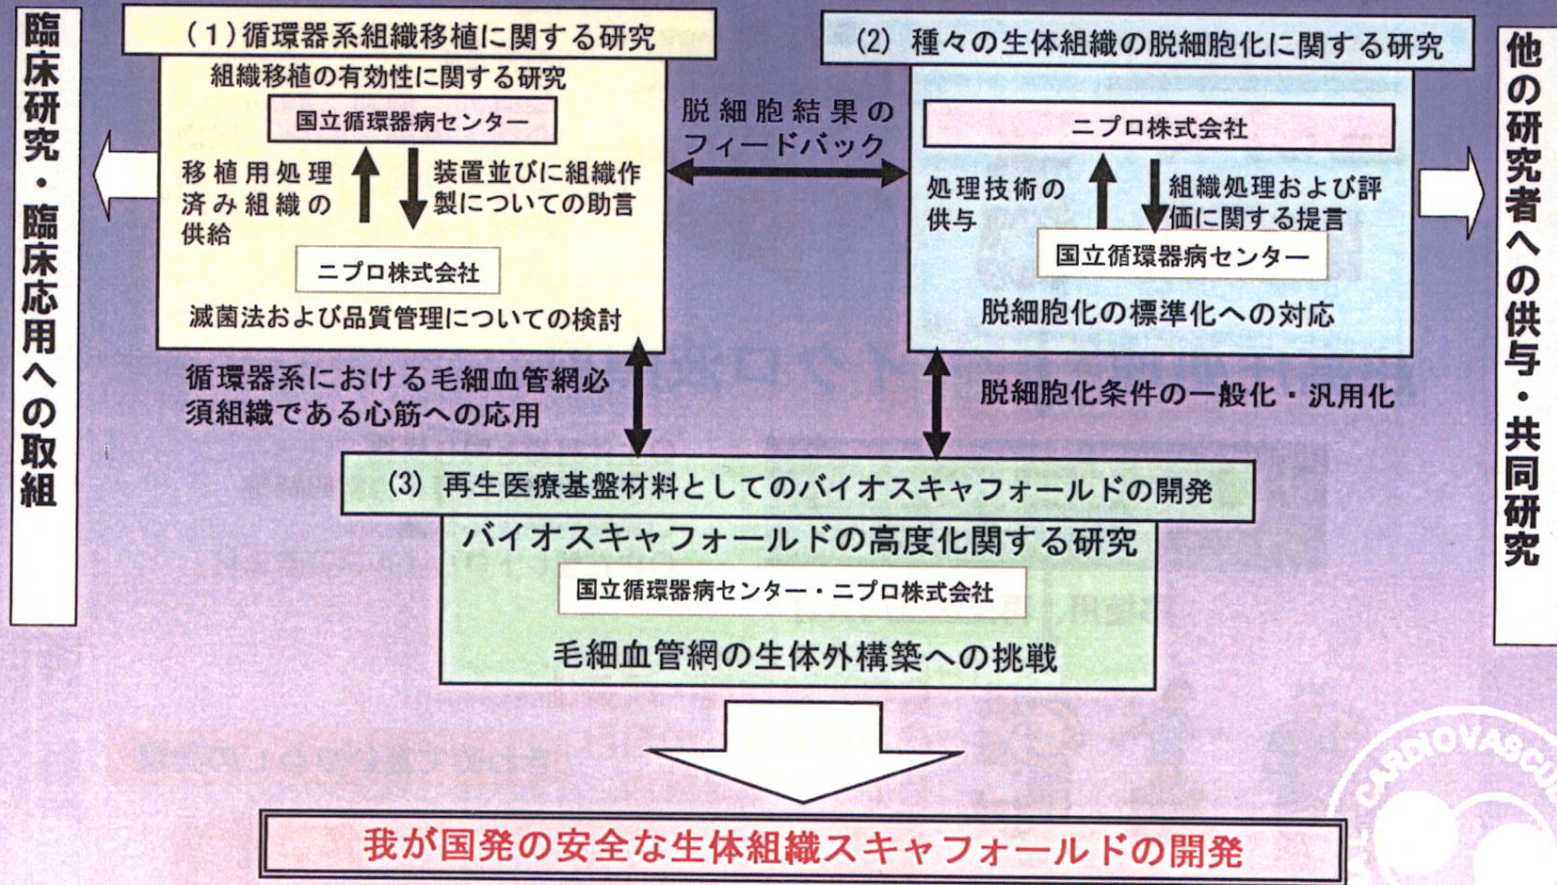 臨床研究・臨床応用への取組
(1)循環器系組織移植に関する研究
組織移植の有効性に関する研究
国立循環器病センター
移植用処理
済み組織の
供給
装置並びに組織作
製についての助言
ニプロ株式会社
滅菌法および品質管理についての検討
脱細胞結果の
フィードバック
(2) 種々の生体組織の脱細胞化に関する研究
ニプロ株式会社
処理技術の
供与
組織処理および評
価に関する提言
国立循環器病センター
脱細胞化の標準化への対応
他の研究者への供与・共同研究
循環器系における毛細血管網必
須組織である心筋への応用
脱細胞化条件の一般化・汎用化
(3) 再生医療基盤材料としてのバイオスキャフォールドの開発
バイオスキャフォールドの高度化関する研究
国立循環器病センター・ニプロ株式会社
毛細血管網の生体外構築への挑戦
我が国発の安全な生体組織スキャフォールドの開発